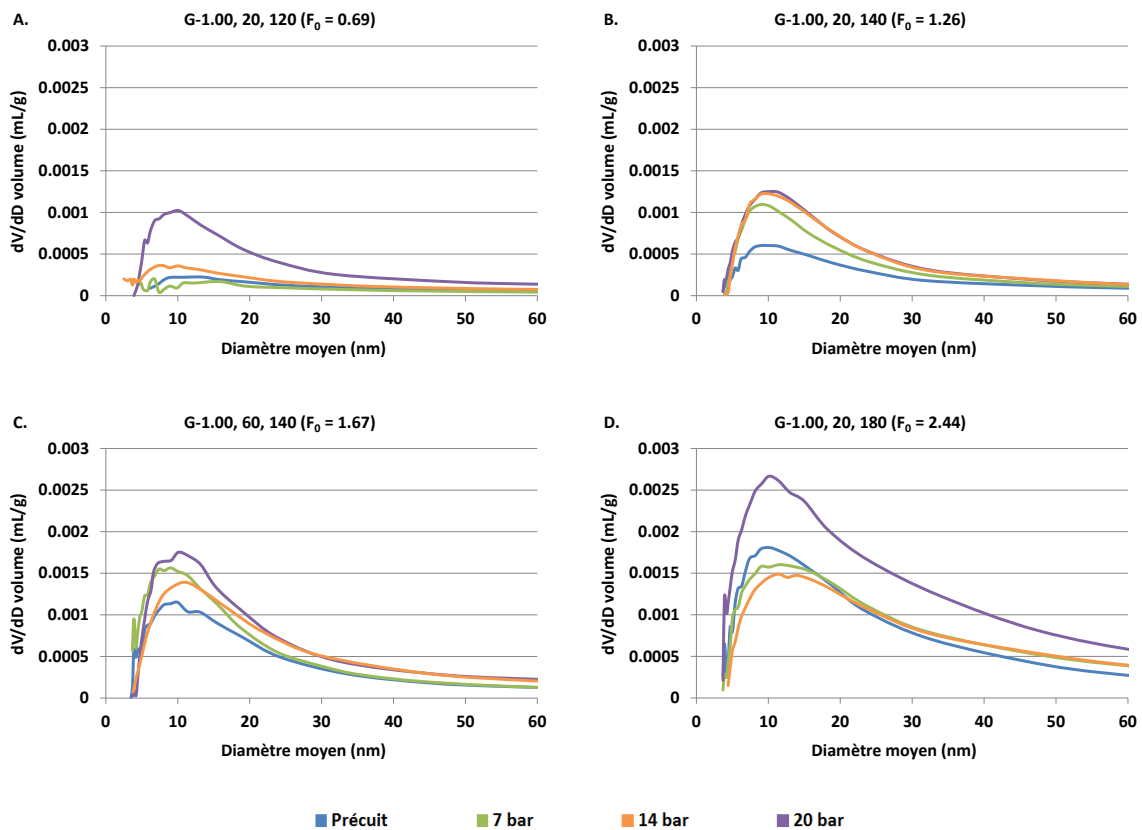 A.
G-1.00, 20, 120 (F0 = 0.69)
dV/dD volume (mL/g)
0.003
0.0025
0.002
0.0015
0.001
0.0005
0
0 10 20 30 40 50 60
Diamètre moyen (nm)
B.
G-1.00, 20, 140 (F0 = 1.26)
dV/dD volume (mL/g)
0.003
0.0025
0.002
0.0015
0.001
0.0005
0
0 10 20 30 40 50 60
Diamètre moyen (nm)
C.
G-1.00, 60, 140 (F0 = 1.67)
dV/dD volume (mL/g)
0.003
0.0025
0.002
0.0015
0.001
0.0005
0
0 10 20 30 40 50 60
Diamètre moyen (nm)
D.
G-1.00, 20, 180 (F0 = 2.44)
dV/dD volume (mL/g)
0.003
0.0025
0.002
0.0015
0.001
0.0005
0
0 10 20 30 40 50 60
Diamètre moyen (nm)
Précuit 7 bar 14 bar 20 bar